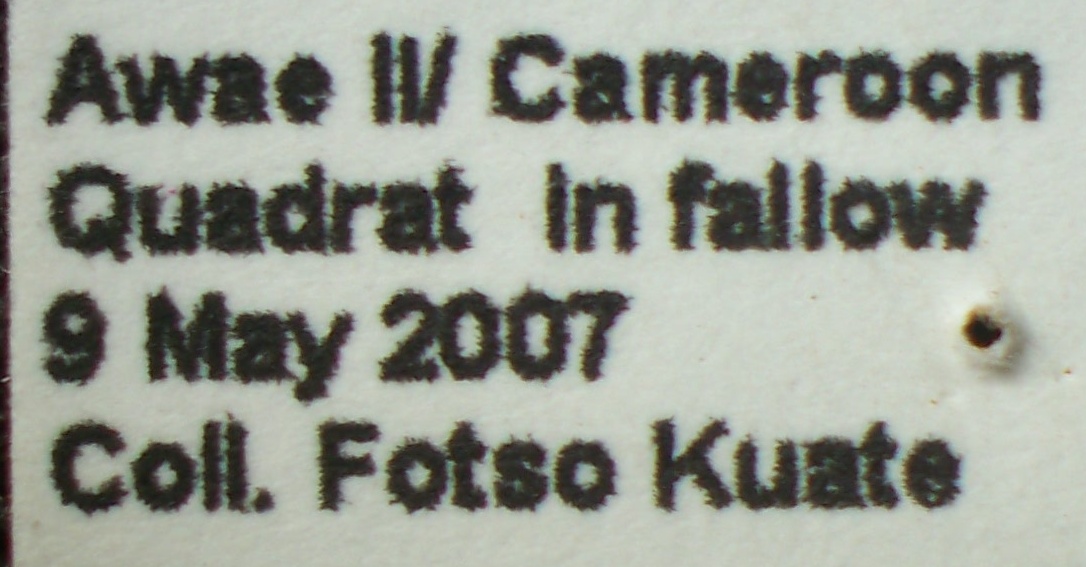 Awae II/ Cameroon
Quadrat in fallow
9 May 2007
Coll. Fotso Kuate